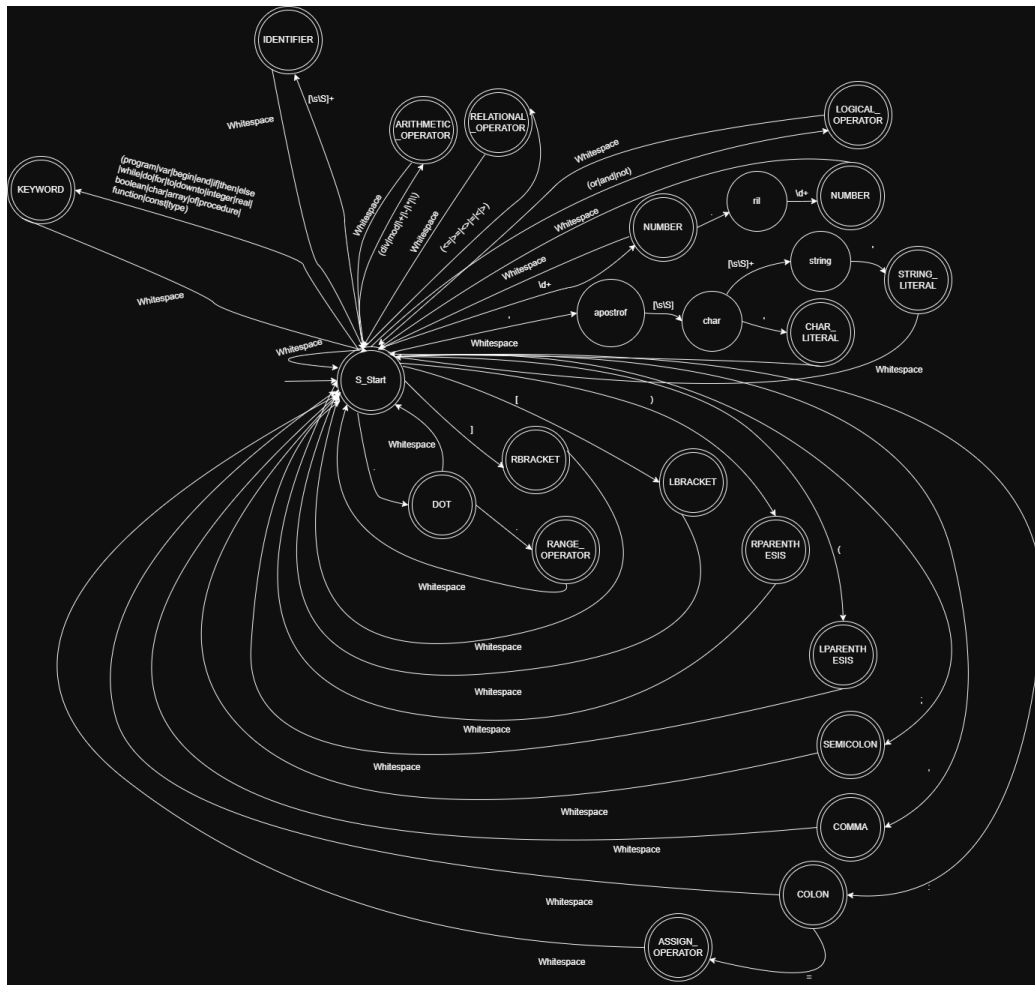 IDENTIFIER
[\s\S]+
Whitespace
ARITHMETIC
_OPERATOR
RELATIONAL
_OPERATOR
LOGICAL_
OPERATOR
Whitespace
KEYWORD
(program|var|begin|end|if|then|else
|while|do|for|to|downto|integer|real|
boolean|char|array|of|procedure|
function|const|type)
Whitespace
Whitespace
(or|and|not)
(<=|>=|<>|=|<|>)
ril
\d+
NUMBER
NUMBER
.
Whitespace
Whitespace
\d+
[\s\S]+
string
'
STRING_
LITERAL
'
apostrof
[\s\S]
char
'
CHAR_
LITERAL
Whitespace
Whitespace
Whitespace
Whitespace
S_Start
[
)
]
Whitespace
RBRACKET
LBRACKET
.
DOT
.
RANGE_
OPERATOR
RPARENTH
ESIS
(
Whitespace
LPARENTH
ESIS
Whitespace
Whitespace
;
Whitespace
SEMICOLON
Whitespace
,
Whitespace
COMMA
Whitespace
:
COLON
Whitespace
ASSIGN_
OPERATOR
Whitespace
=